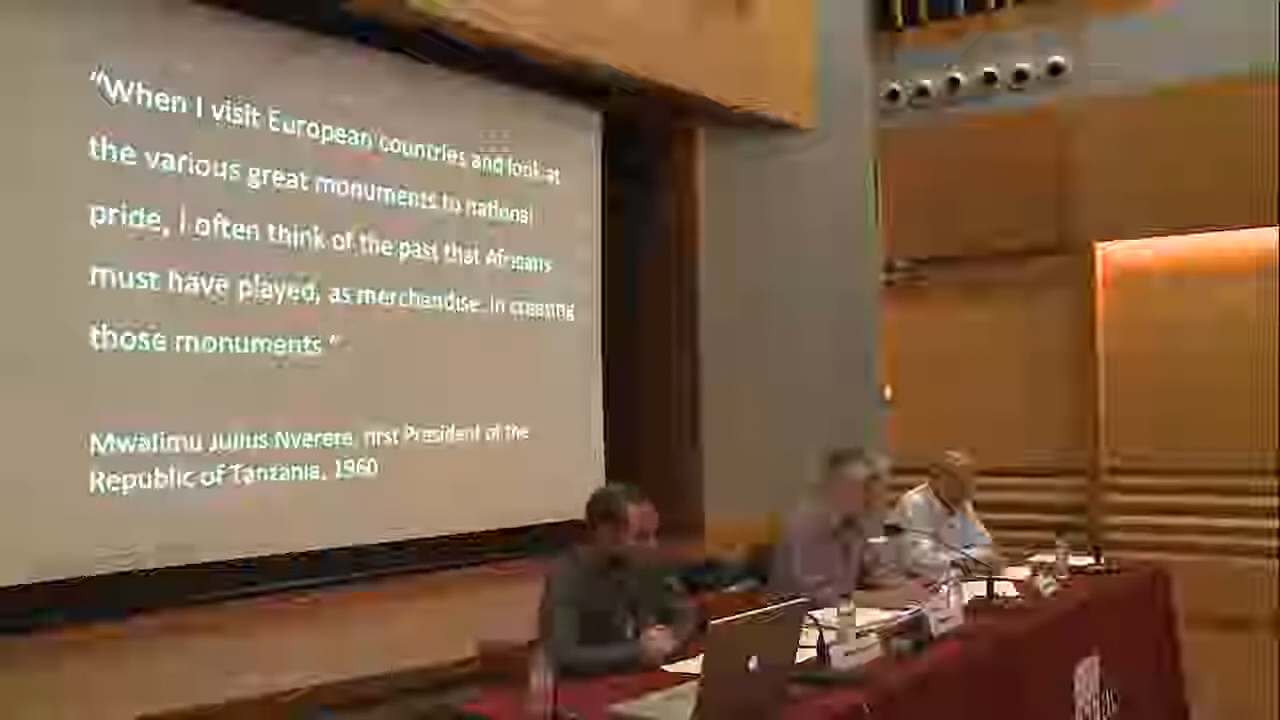 “When I visit European countries and look at
the various great monuments to national
pride, I often think of the past that Africans
must have played, as merchandise, in creating
those monuments.”
Mwalimu Julius Nyerere, first President of the
Republic of Tanzania, 1960